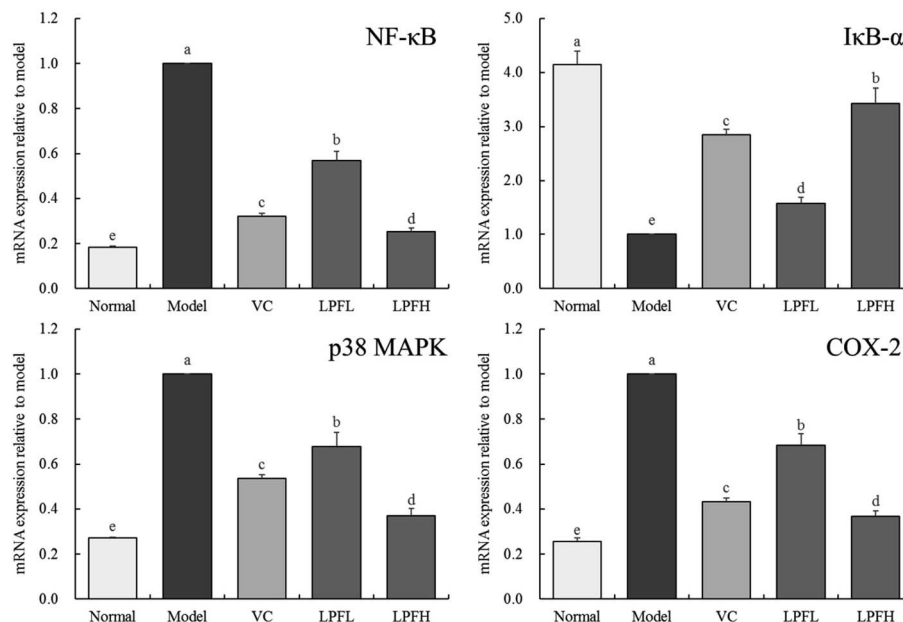 NF-κB
mRNA expression relative to model
1.2
1.0
0.8
0.6
0.4
0.2
0.0
e
a
c
b
d
Normal Model VC LPFL LPFH
IκB-α
mRNA expression relative to model
5.0
4.0
3.0
2.0
1.0
0.0
a
e
c
d
b
Normal Model VC LPFL LPFH
p38 MAPK
mRNA expression relative to model
1.2
1.0
0.8
0.6
0.4
0.2
0.0
e
a
c
b
d
Normal Model VC LPFL LPFH
COX-2
mRNA expression relative to model
1.2
1.0
0.8
0.6
0.4
0.2
0.0
e
a
c
b
d
Normal Model VC LPFL LPFH